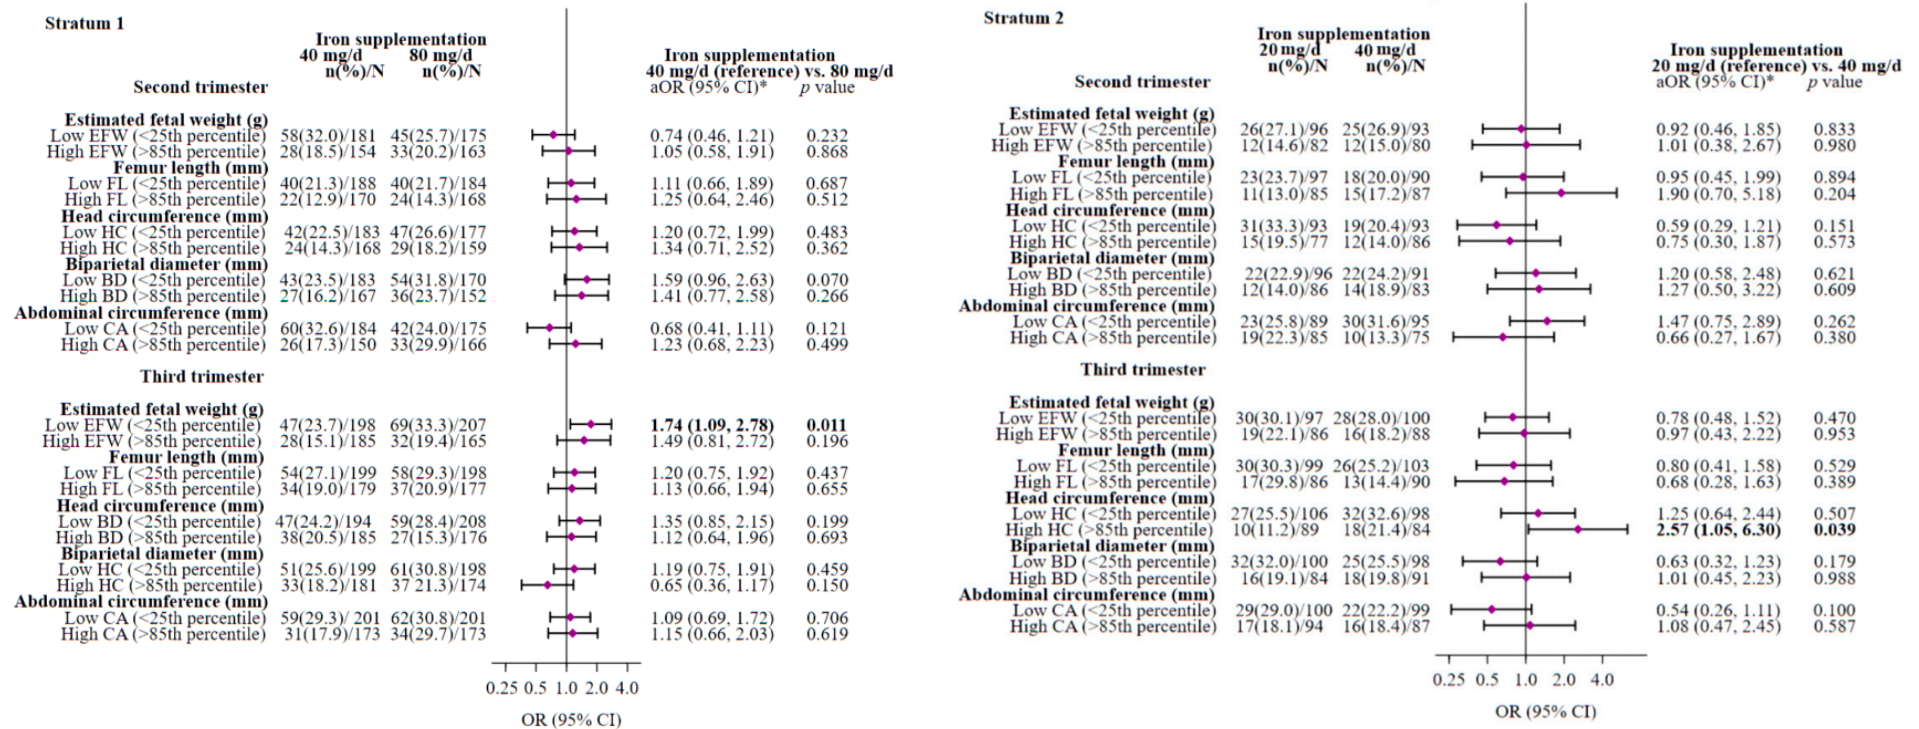 Stratum 1
Iron supplementation
40 mg/d 80 mg/d
n(%)/N n(%)/N
Iron supplementation
40 mg/d (reference) vs. 80 mg/d
aOR (95% CI)* p value
Second trimester
Estimated fetal weight (g)
Low EFW (<25th percentile) 58(32.0)/181 45(25.7)/175 0.74 (0.46, 1.21) 0.232
High EFW (>85th percentile) 28(18.5)/154 33(20.2)/163 1.05 (0.58, 1.91) 0.868
Femur length (mm)
Low FL (<25th percentile) 40(21.3)/188 40(21.7)/184 1.11 (0.66, 1.89) 0.687
High FL (>85th percentile) 22(12.9)/170 24(14.3)/168 1.25 (0.64, 2.46) 0.512
Head circumference (mm)
Low HC (<25th percentile) 42(22.5)/183 47(26.6)/177 1.20 (0.72, 1.99) 0.483
High HC (>85th percentile) 24(14.3)/168 29(18.2)/159 1.34 (0.71, 2.52) 0.362
Biparietal diameter (mm)
Low BD (<25th percentile) 43(23.5)/183 54(31.8)/170 1.59 (0.96, 2.63) 0.070
High BD (>85th percentile) 27(16.2)/167 36(23.7)/152 1.41 (0.77, 2.58) 0.266
Abdominal circumference (mm)
Low CA (<25th percentile) 60(32.6)/184 42(24.0)/175 0.68 (0.41, 1.11) 0.121
High CA (>85th percentile) 26(17.3)/150 33(29.9)/166 1.23 (0.68, 2.23) 0.499
Third trimester
Estimated fetal weight (g)
Low EFW (<25th percentile) 47(23.7)/198 69(33.3)/207 1.74 (1.09, 2.78) 0.011
High EFW (>85th percentile) 28(15.1)/185 32(19.4)/165 1.49 (0.81, 2.72) 0.196
Femur length (mm)
Low FL (<25th percentile) 54(27.1)/199 58(29.3)/198 1.20 (0.75, 1.92) 0.437
High FL (>85th percentile) 34(19.0)/179 37(20.9)/177 1.13 (0.66, 1.94) 0.655
Head circumference (mm)
Low BD (<25th percentile) 47(24.2)/194 59(28.4)/208 1.35 (0.85, 2.15) 0.199
High BD (>85th percentile) 38(20.5)/185 27(15.3)/176 1.12 (0.64, 1.96) 0.693
Biparietal diameter (mm)
Low HC (<25th percentile) 51(25.6)/199 61(30.8)/198 1.19 (0.75, 1.91) 0.459
High HC (>85th percentile) 33(18.2)/181 37 21.3)/174 0.65 (0.36, 1.17) 0.150
Abdominal circumference (mm)
Low CA (<25th percentile) 59(29.3)/ 201 62(30.8)/201 1.09 (0.69, 1.72) 0.706
High CA (>85th percentile) 31(17.9)/173 34(29.7)/173 1.15 (0.66, 2.03) 0.619
0.25 0.5 1.0 2.0 4.0
OR (95% CI)
Stratum 2
Iron supplementation
20 mg/d 40 mg/d
n(%)/N n(%)/N
Iron supplementation
20 mg/d (reference) vs. 40 mg/d
aOR (95% CI)* p value
Second trimester
Estimated fetal weight (g)
Low EFW (<25th percentile) 26(27.1)/96 25(26.9)/93 0.92 (0.46, 1.85) 0.833
High EFW (>85th percentile) 12(14.6)/82 12(15.0)/80 1.01 (0.38, 2.67) 0.980
Femur length (mm)
Low FL (<25th percentile) 23(23.7)/97 18(20.0)/90 0.95 (0.45, 1.99) 0.894
High FL (>85th percentile) 11(13.0)/85 15(17.2)/87 1.90 (0.70, 5.18) 0.204
Head circumference (mm)
Low HC (<25th percentile) 31(33.3)/93 19(20.4)/93 0.59 (0.29, 1.21) 0.151
High HC (>85th percentile) 15(19.5)/77 12(14.0)/86 0.75 (0.30, 1.87) 0.573
Biparietal diameter (mm)
Low BD (<25th percentile) 22(22.9)/96 22(24.2)/91 1.20 (0.58, 2.48) 0.621
High BD (>85th percentile) 12(14.0)/86 14(18.9)/83 1.27 (0.50, 3.22) 0.609
Abdominal circumference (mm)
Low CA (<25th percentile) 23(25.8)/89 30(31.6)/95 1.47 (0.75, 2.89) 0.262
High CA (>85th percentile) 19(22.3)/85 10(13.3)/75 0.66 (0.27, 1.67) 0.380
Third trimester
Estimated fetal weight (g)
Low EFW (<25th percentile) 30(30.1)/97 28(28.0)/100 0.78 (0.48, 1.52) 0.470
High EFW (>85th percentile) 19(22.1)/86 16(18.2)/88 0.97 (0.43, 2.22) 0.953
Femur length (mm)
Low FL (<25th percentile) 30(30.3)/99 26(25.2)/103 0.80 (0.41, 1.58) 0.529
High FL (>85th percentile) 17(29.8)/86 13(14.4)/90 0.68 (0.28, 1.63) 0.389
Head circumference (mm)
Low HC (<25th percentile) 27(25.5)/106 32(32.6)/98 1.25 (0.64, 2.44) 0.507
High HC (>85th percentile) 10(11.2)/89 18(21.4)/84 2.57 (1.05, 6.30) 0.039
Biparietal diameter (mm)
Low BD (<25th percentile) 32(32.0)/100 25(25.5)/98 0.63 (0.32, 1.23) 0.179
High BD (>85th percentile) 16(19.1)/84 18(19.8)/91 1.01 (0.45, 2.23) 0.988
Abdominal circumference (mm)
Low CA (<25th percentile) 29(29.0)/100 22(22.2)/99 0.54 (0.26, 1.11) 0.100
High CA (>85th percentile) 17(18.1)/94 16(18.4)/87 1.08 (0.47, 2.45) 0.587
0.25 0.5 1.0 2.0 4.0
OR (95% CI)